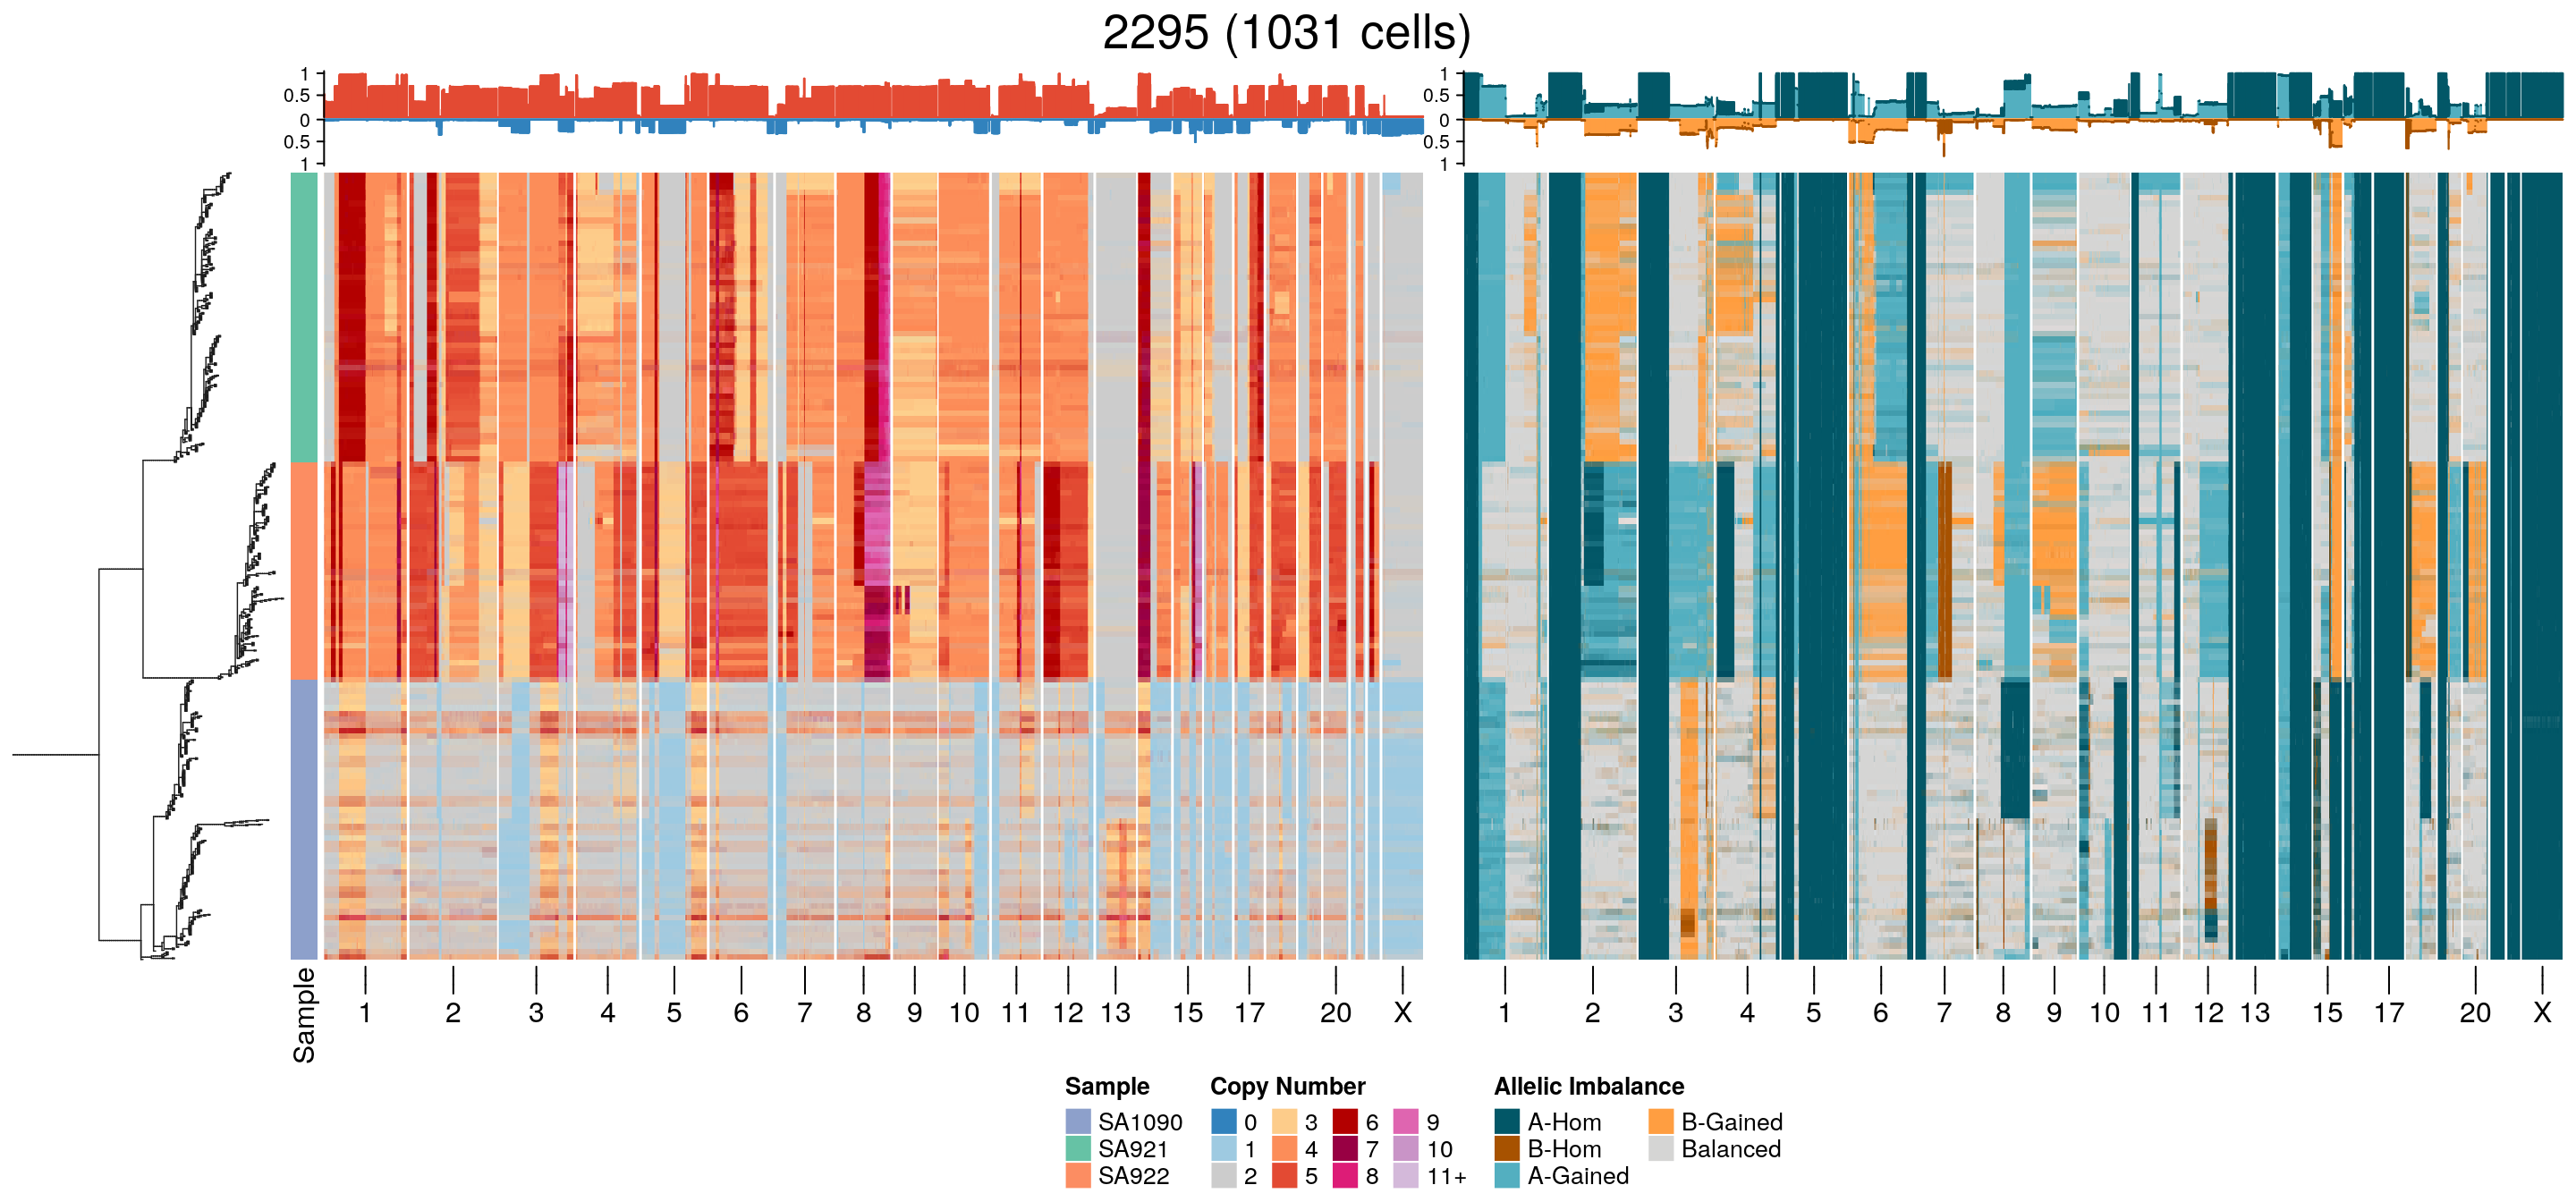 2295 (1031 cells)
1
0.5
0
0.5
1
1
0.5
0
0.5
1
Sample
1 2 3 4 5 6 7 8 9 10 11 12 13 15 17 20 X
1 2 3 4 5 6 7 8 9 10 11 12 13 15 17 20 X
Sample
SA1090
SA921
SA922
Copy Number
0 3 6 9
1 4 7 10
2 5 8 11+
Allelic Imbalance
A-Hom B-Gained
B-Hom Balanced
A-Gained